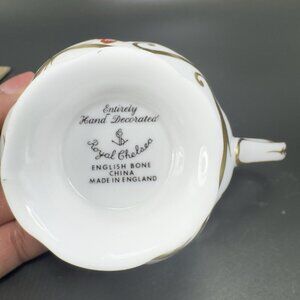 Entirely
Hand Decorated
Royal Chelsea
ENGLISH BONE
CHINA
MADE IN ENGLAND